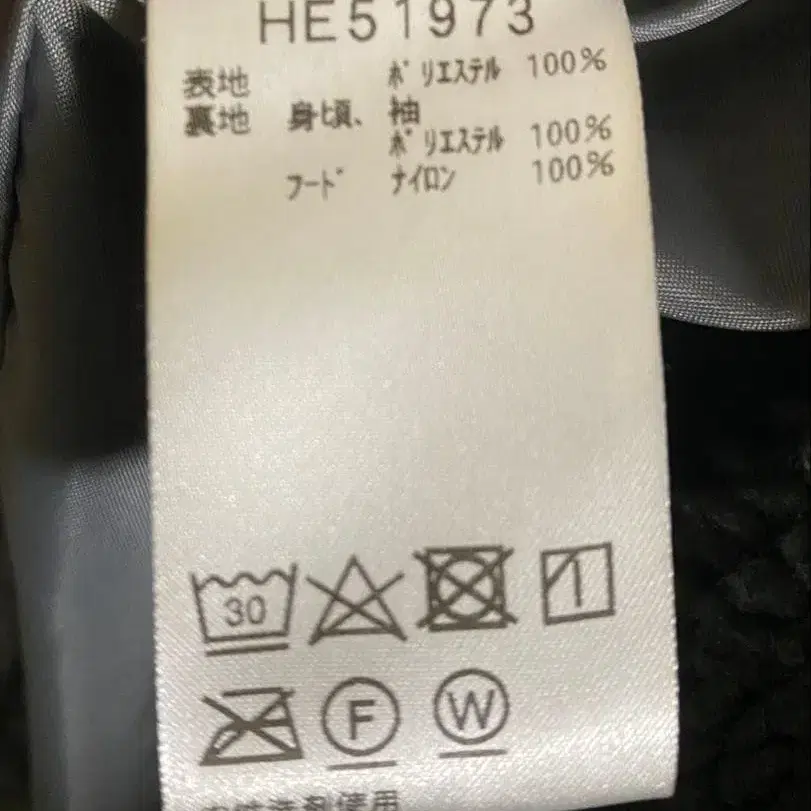 HE51973
表地 ポリエステル 100%
裏地 身頃、袖
ポリエステル 100%
フード ナイロン 100%
30
F W